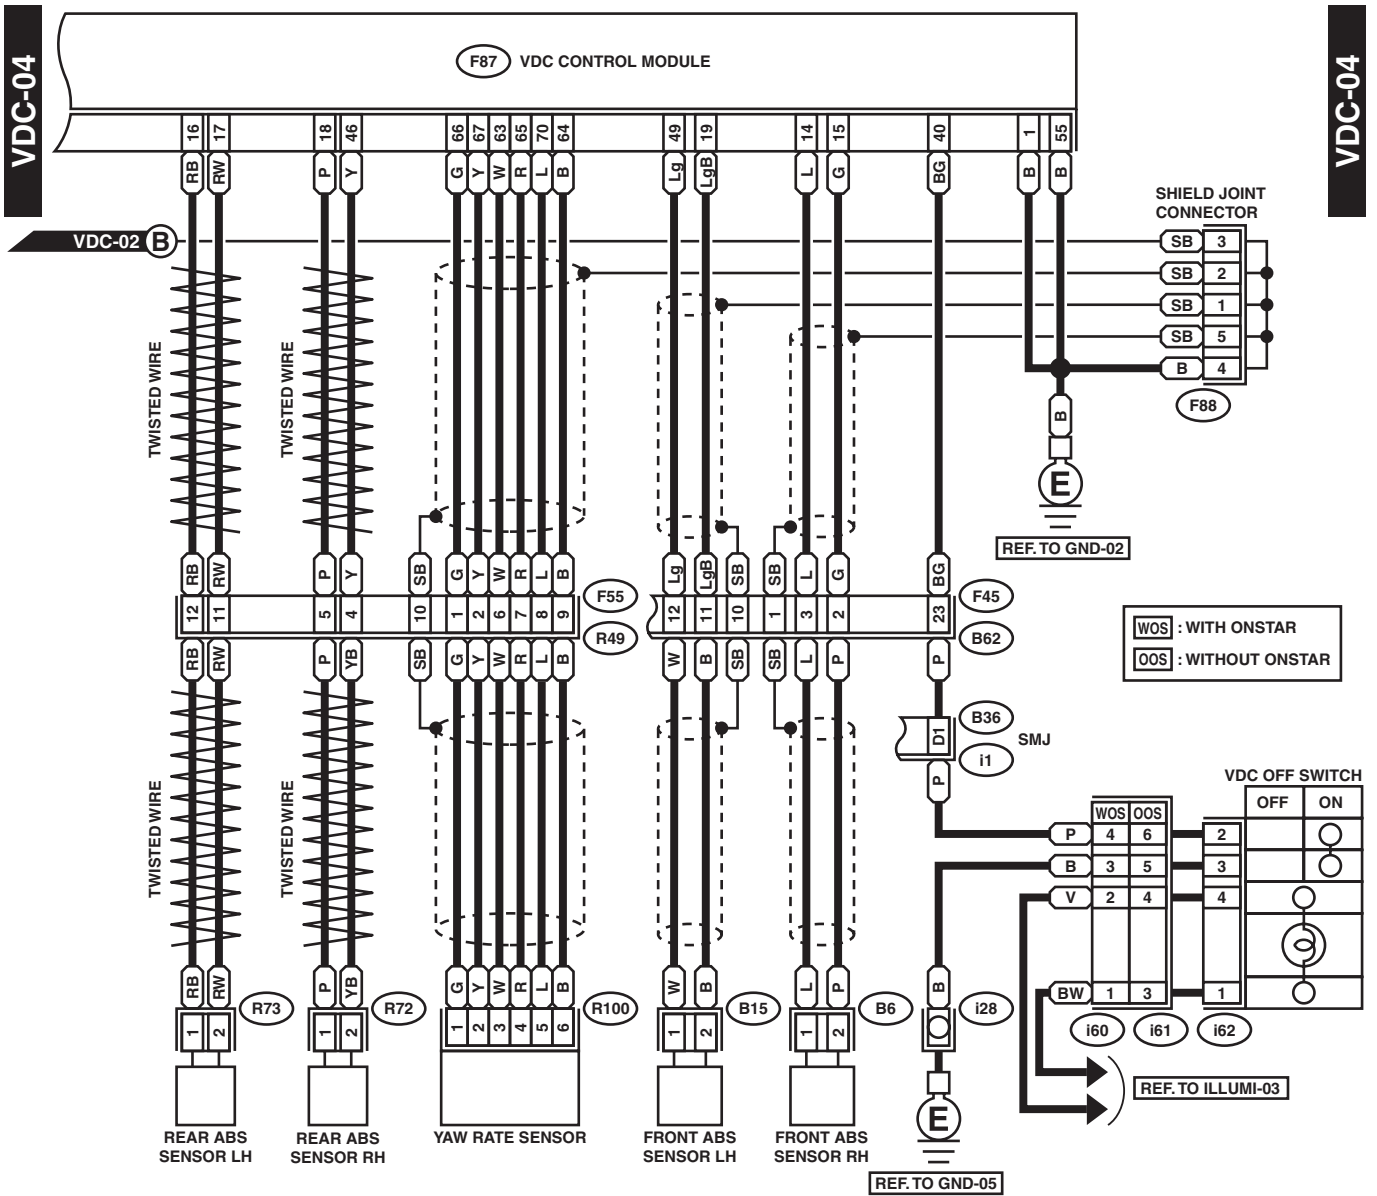 VDC-04
VDC-04
F87 VDC CONTROL MODULE
16 17 18 46 66 67 63 65 70 64 49 19 14 15 40 1 55
RB RW P Y G Y W R L B Lg LgB L G BG B B
SHIELD JOINT
CONNECTOR
VDC-02 B
SB 3
SB 2
SB 1
SB 5
B 4
F88
TWISTED WIRE
TWISTED WIRE
B
E
REF. TO GND-02
RB RW P Y SB G Y W R L B Lg LgB SB SB L G BG
F55
F45
12 11 5 4 10 1 2 6 7 8 9 12 11 10 1 3 2 23
R49
B62
RB RW P YB SB G Y W R L B W B SB SB L P P
WOS : WITH ONSTAR
OOS : WITHOUT ONSTAR
B36
D1
SMJ
i1
P
TWISTED WIRE
TWISTED WIRE
VDC OFF SWITCH
OFF ON
WOS OOS
P 4 6 2
B 3 5 3
V 2 4 4
BW 1 3 1
i60 i61 i62
RB RW P YB G Y W R L B W B L P B
R73 R72 R100 B15 B6 i28
1 2 1 2 1 2 3 4 5 6 1 2 1 2
REF. TO ILLUMI-03
E
REAR ABS
SENSOR LH
REAR ABS
SENSOR RH
YAW RATE SENSOR
FRONT ABS
SENSOR LH
FRONT ABS
SENSOR RH
REF. TO GND-05